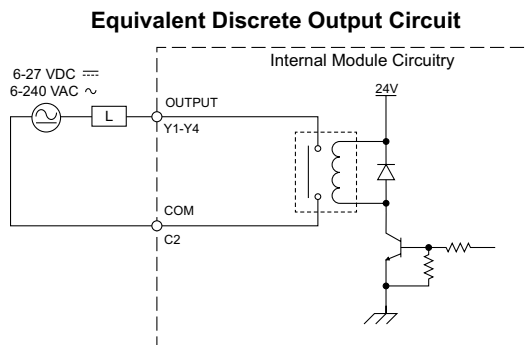 Equivalent Discrete Output Circuit
Internal Module Circuitry
6-27 VDC ⎓
6-240 VAC ∿
24V
L
OUTPUT
Y1-Y4
COM
C2